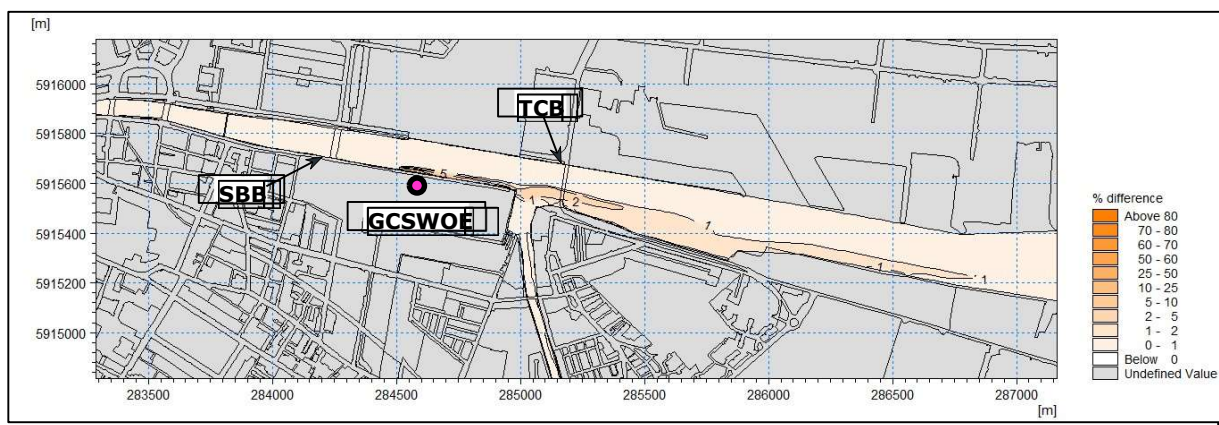 [m]
5916000
5915800
5915600
5915400
5915200
5915000
TCB
SBB
GCSWOE
5
1
2
1
1
1
283500 284000 284500 285000 285500 286000 286500 287000
[m]
% difference
Above 80
70 - 80
60 - 70
50 - 60
25 - 50
10 - 25
5 - 10
2 - 5
1 - 2
0 - 1
Below 0
Undefined Value